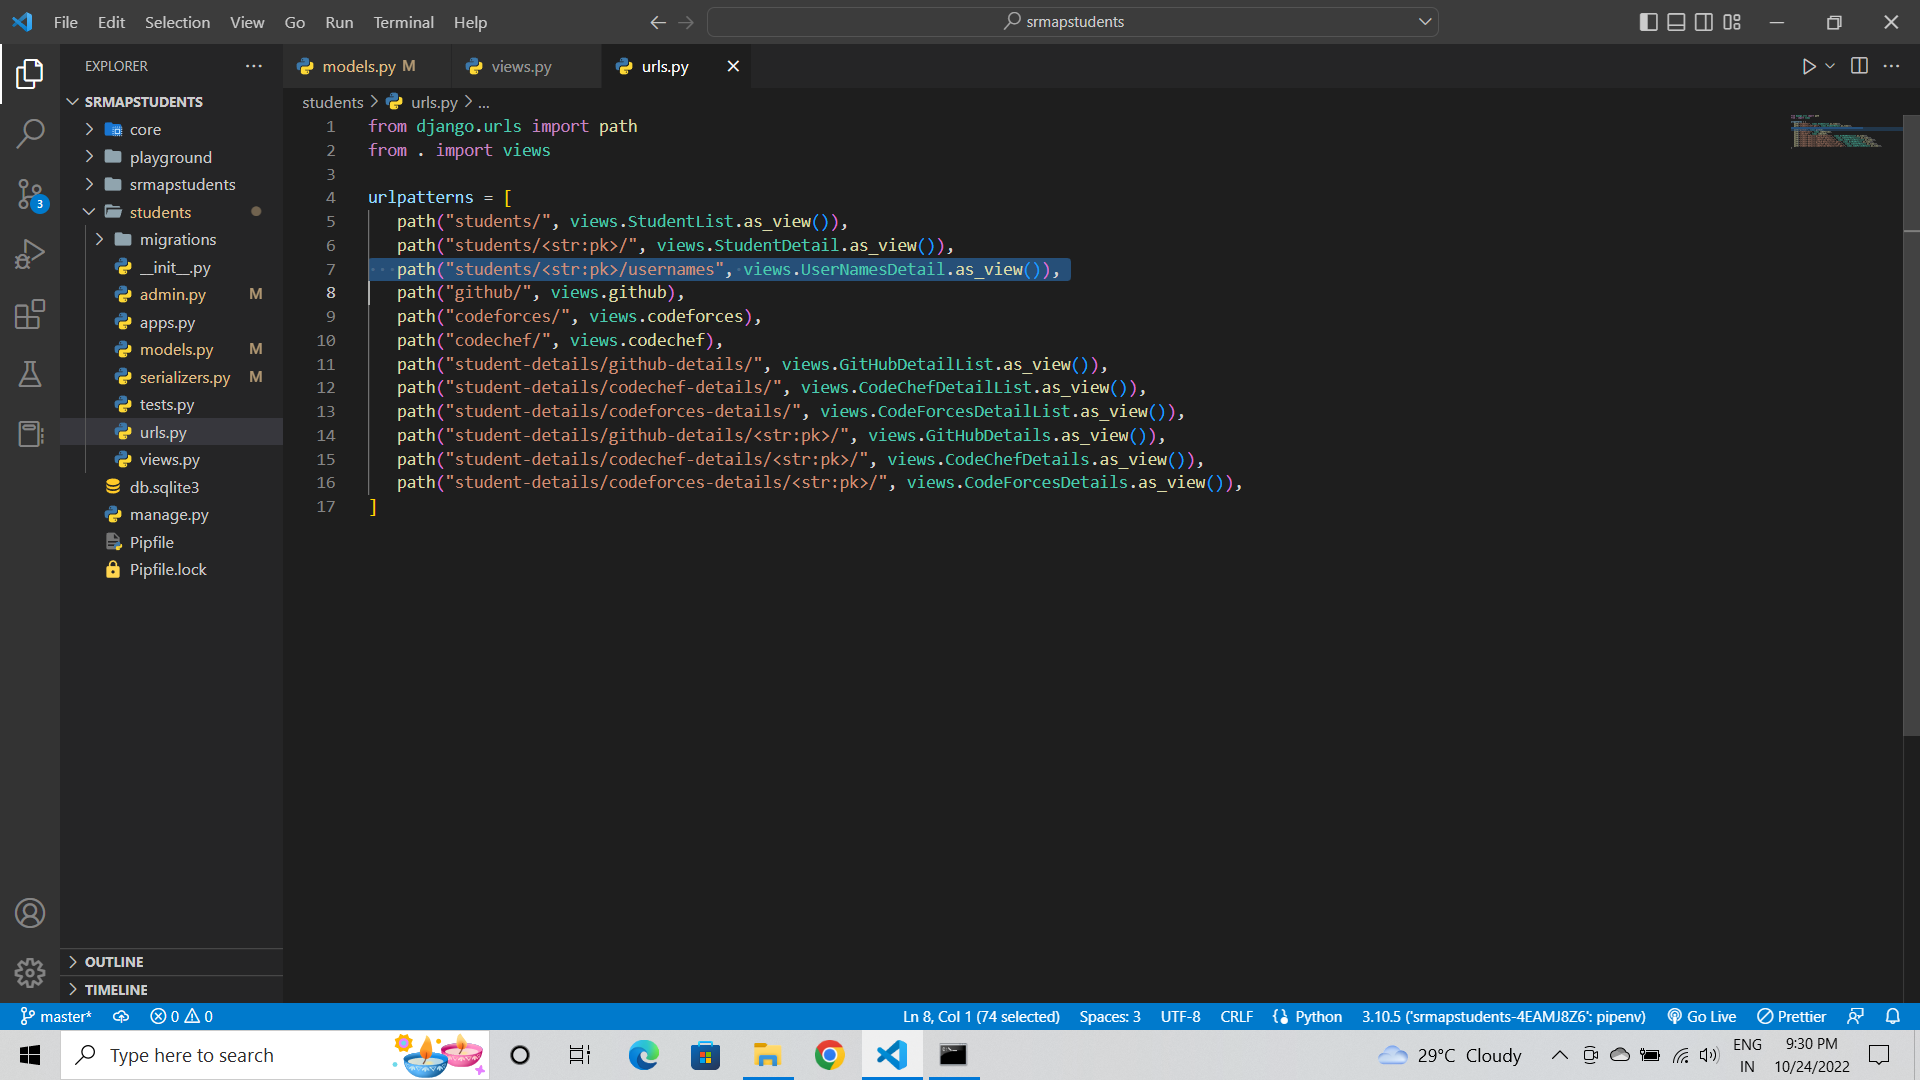 File Edit Selection View Go Run Terminal Help
srmapstudents
EXPLORER
SRMAPSTUDENTS
core
playground
srmapstudents
students
migrations
__init__.py
admin.py M
apps.py
models.py M
serializers.py M
tests.py
urls.py
views.py
db.sqlite3
manage.py
Pipfile
Pipfile.lock
OUTLINE
TIMELINE
3
models.py M views.py urls.py
students > urls.py > ...
1 from django.urls import path
2 from . import views
3
4 urlpatterns = [
5 path("students/", views.StudentList.as_view()),
6 path("students/<str:pk>/", views.StudentDetail.as_view()),
7 path("students/<str:pk>/usernames", views.UserNamesDetail.as_view()),
8 path("github/", views.github),
9 path("codeforces/", views.codeforces),
10 path("codechef/", views.codechef),
11 path("student-details/github-details/", views.GitHubDetailList.as_view()),
12 path("student-details/codechef-details/", views.CodeChefDetailList.as_view()),
13 path("student-details/codeforces-details/", views.CodeForcesDetailList.as_view()),
14 path("student-details/github-details/<str:pk>/", views.GitHubDetails.as_view()),
15 path("student-details/codechef-details/<str:pk>/", views.CodeChefDetails.as_view()),
16 path("student-details/codeforces-details/<str:pk>/", views.CodeForcesDetails.as_view()),
17 ]
master* 0 0 Ln 8, Col 1 (74 selected) Spaces: 3 UTF-8 CRLF Python 3.10.5 ('srmapstudents-4EAMJ8Z6': pipenv) Go Live Prettier
Type here to search
29°C Cloudy
ENG
IN
9:30 PM
10/24/2022